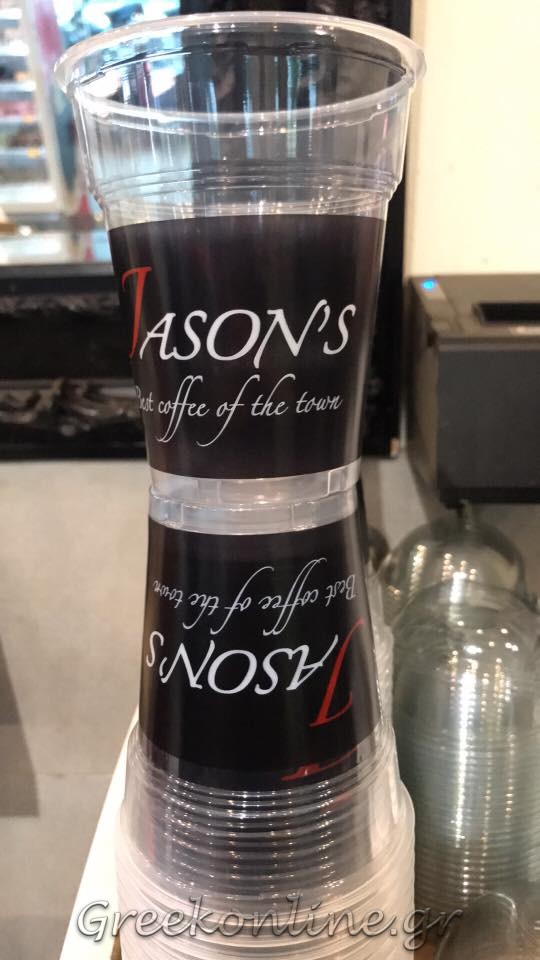 JASON'S
Best coffee of the town
Best coffee of the town
JASON'S
Greekonline.gr